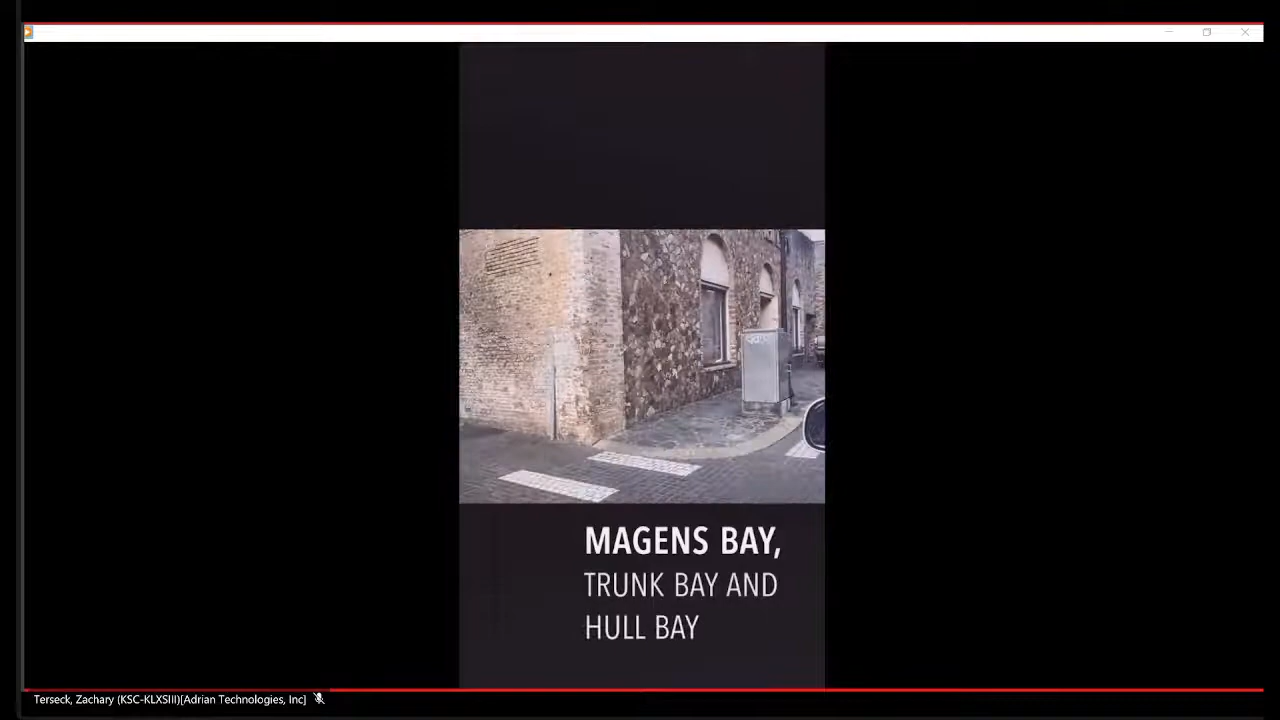 MAGENS BAY,
TRUNK BAY AND
HULL BAY
Terseck, Zachary (KSC-KLXSIII)[Adrian Technologies, Inc]